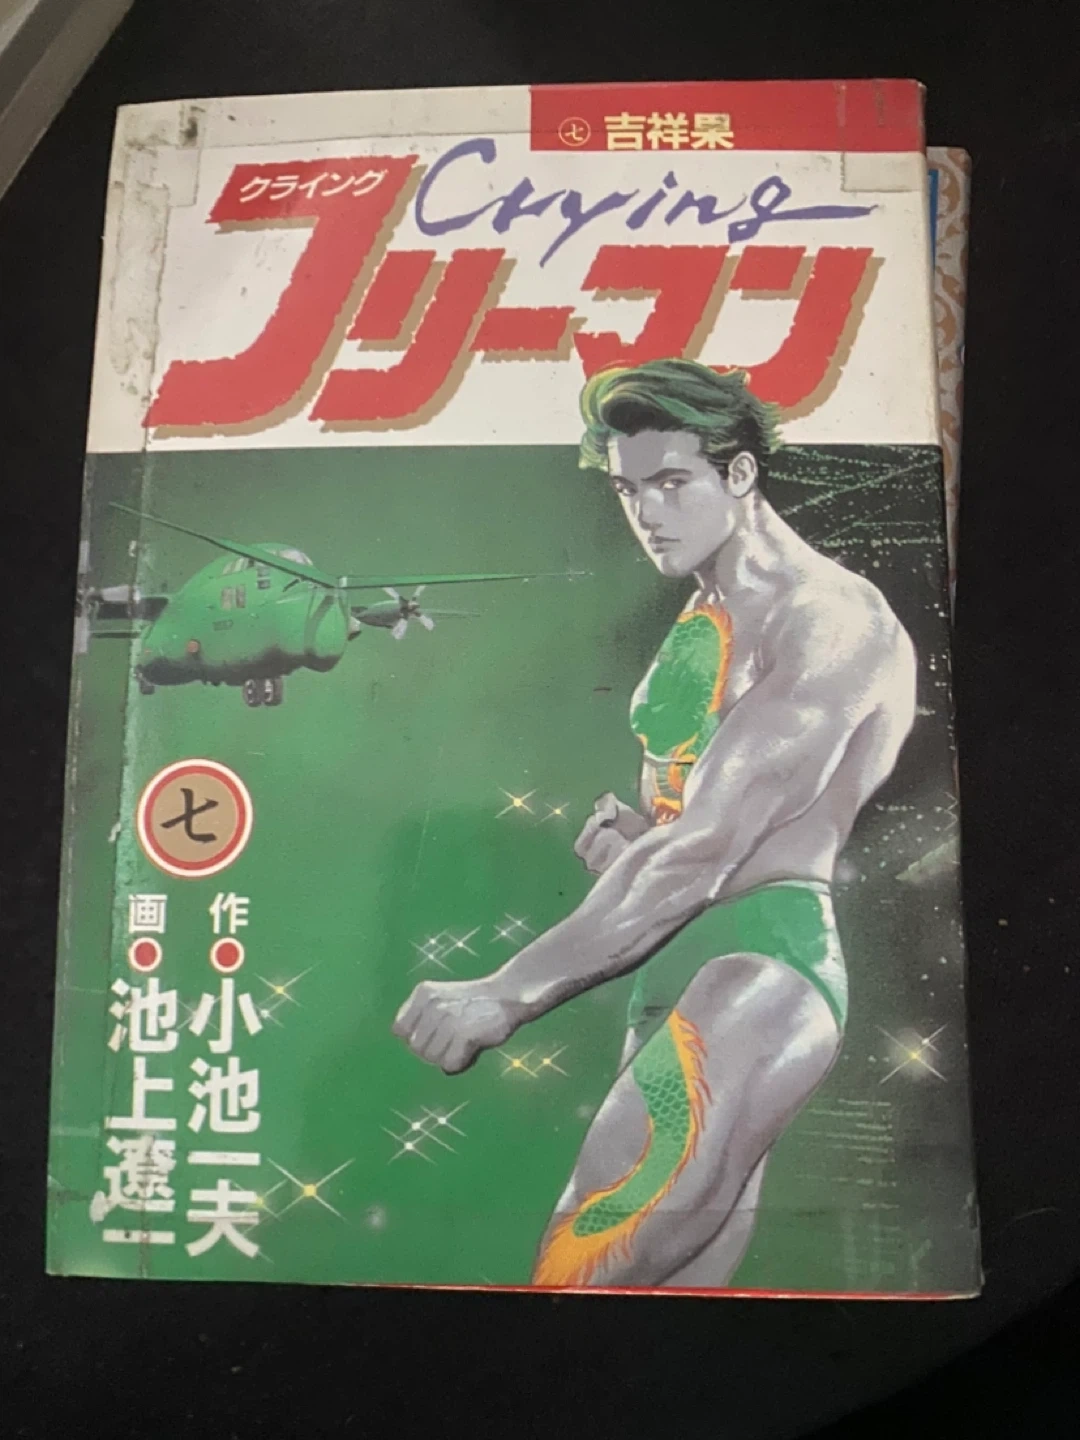 ㊆ 吉祥果
クライング
Crying
フリーマン
七
作●小池一夫
画●池上遼一